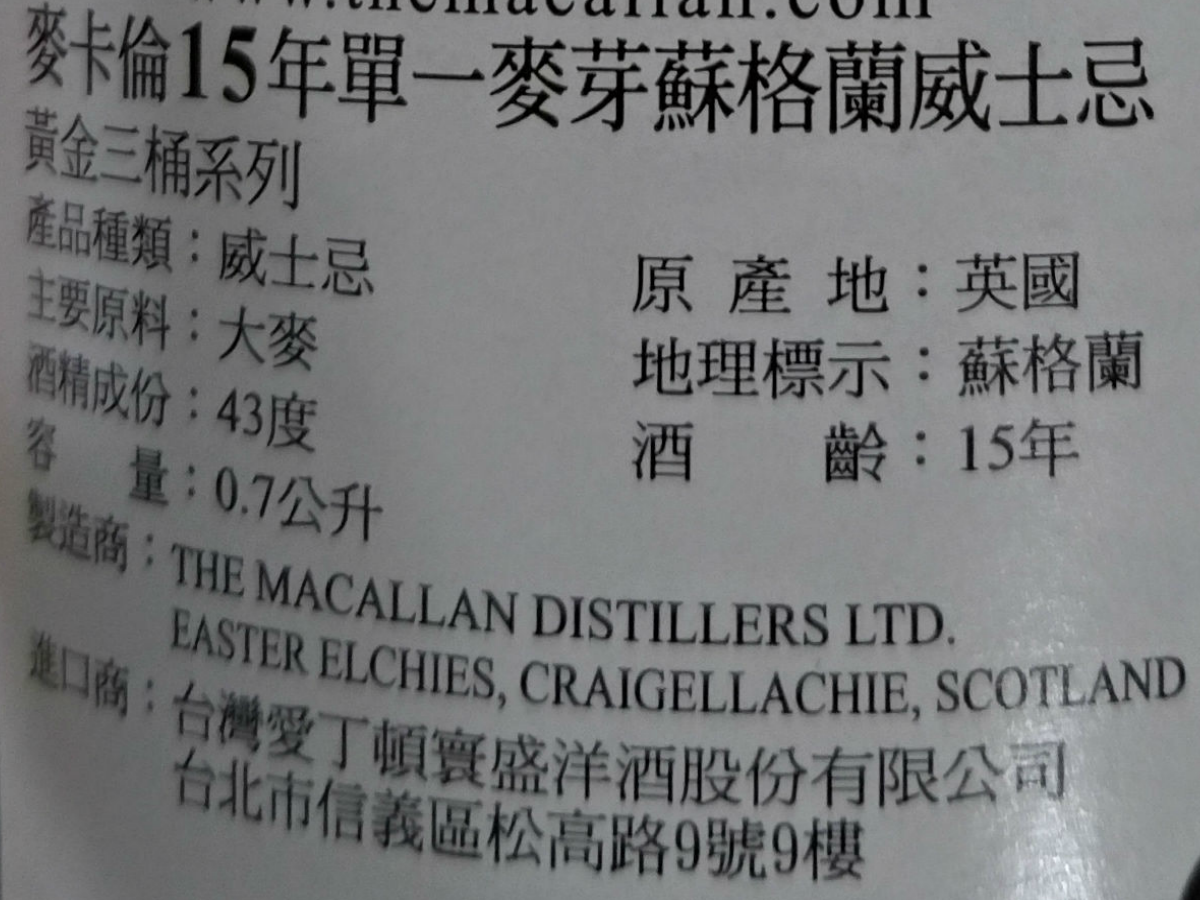 www.themacallan.com
麥卡倫15年單一麥芽蘇格蘭威士忌
黃金三桶系列
產品種類：威士忌
原產地：英國
主要原料：大麥
地理標示：蘇格蘭
酒精成份：43度
酒齡：15年
容量：0.7公升
製造商：THE MACALLAN DISTILLERS LTD.
EASTER ELCHIES, CRAIGELLACHIE, SCOTLAND
進口商：台灣愛丁頓寰盛洋酒股份有限公司
台北市信義區松高路9號9樓